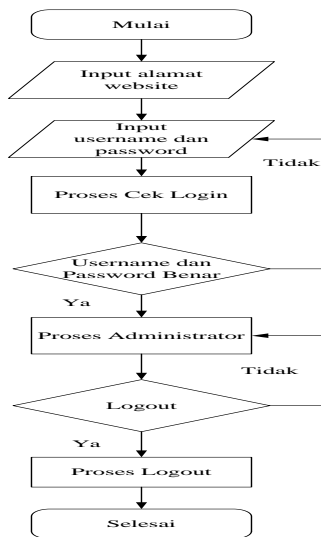 Mulai
Input alamat
website
Input
username dan
password
Tidak
Proses Cek Login
Username dan
Password Benar
Ya
Proses Administrator
Tidak
Logout
Ya
Proses Logout
Selesai